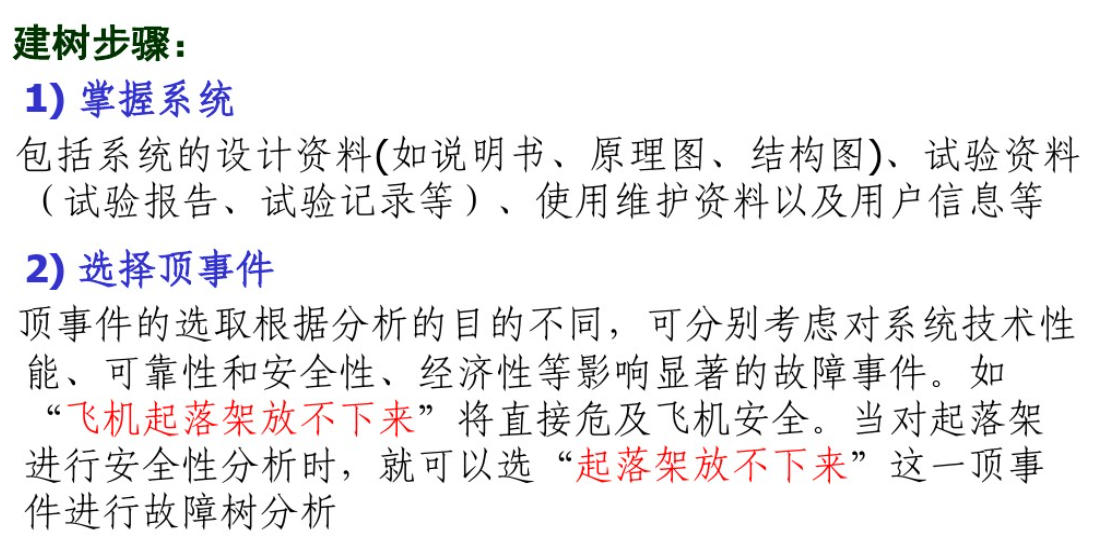 建树步骤：
1) 掌握系统
包括系统的设计资料(如说明书、原理图、结构图)、试验资料
（试验报告、试验记录等）、使用维护资料以及用户信息等
2) 选择顶事件
顶事件的选取根据分析的目的不同，可分别考虑对系统技术性
能、可靠性和安全性、经济性等影响显著的故障事件。如
“飞机起落架放不下来”将直接危及飞机安全。当对起落架
进行安全性分析时，就可以选“起落架放不下来”这一顶事
件进行故障树分析